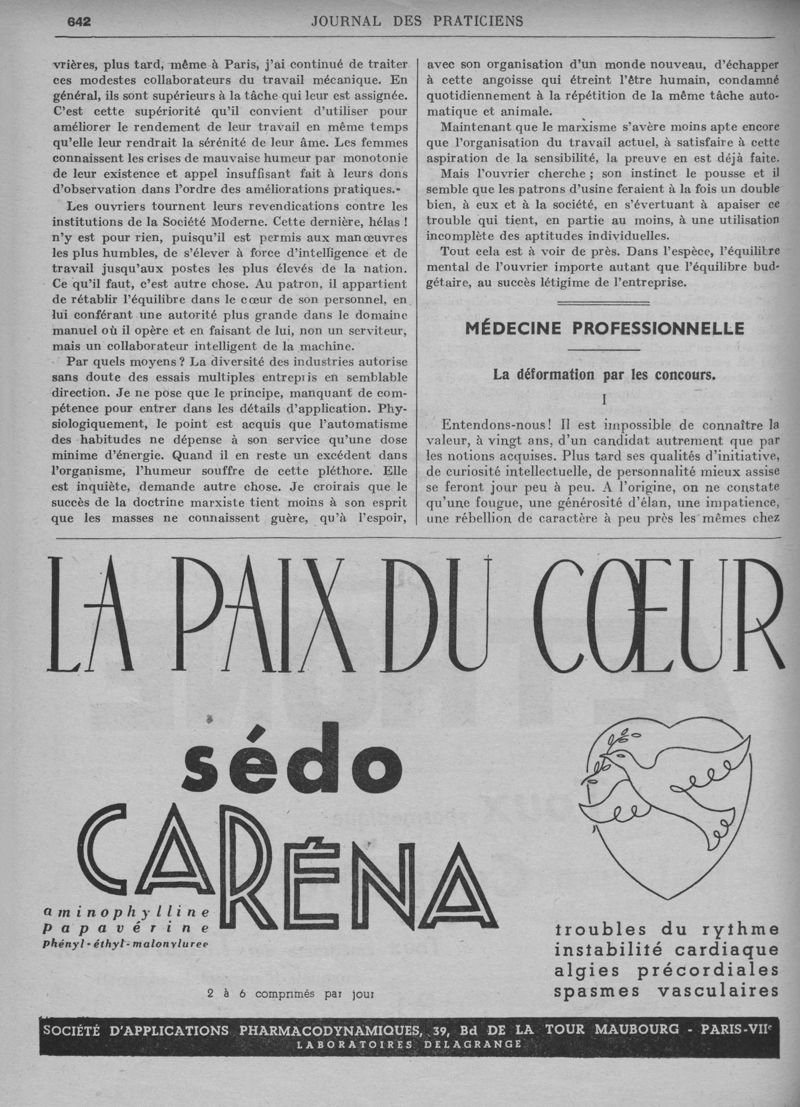 642
JOURNAL DES PRATICIENS
vrières, plus tard, même à Paris, j'ai continué de traiter
ces modestes collaborateurs du travail mécanique. En
général, ils sont supérieurs à la tâche qui leur est assignée.
C'est cette supériorité qu'il convient d'utiliser pour
améliorer le rendement de leur travail en même temps
qu'elle leur rendrait la sérénité de leur âme. Les femmes
connaissent les crises de mauvaise humeur par monotonie
de leur existence et appel insuffisant fait à leurs dons
d'observation dans l'ordre des améliorations pratiques.
Les ouvriers tournent leurs revendications contre les
institutions de la Société Moderne. Cette dernière, hélas !
n'y est pour rien, puisqu'il est permis aux manœuvres
les plus humbles, de s'élever à force d'intelligence et de
travail jusqu'aux postes les plus élevés de la nation.
Ce qu'il faut, c'est autre chose. Au patron, il appartient
de rétablir l'équilibre dans le cœur de son personnel, en
lui conférant une autorité plus grande dans le domaine
manuel où il opère et en faisant de lui, non un serviteur,
mais un collaborateur intelligent de la machine.
Par quels moyens ? La diversité des industries autorise
sans doute des essais multiples entrepris en semblable
direction. Je ne pose que le principe, manquant de com-
pétence pour entrer dans les détails d'application. Phy-
siologiquement, le point est acquis que l'automatisme
des habitudes ne dépense à son service qu'une dose
minime d'énergie. Quand il en reste un excédent dans
l'organisme, l'humeur souffre de cette pléthore. Elle
est inquiète, demande autre chose. Je croirais que le
succès de la doctrine marxiste tient moins à son esprit
que les masses ne connaissent guère, qu'à l'espoir,
avec son organisation d'un monde nouveau, d'échapper
à cette angoisse qui étreint l'être humain, condamné
quotidiennement à la répétition de la même tâche auto-
matique et animale.
Maintenant que le marxisme s'avère moins apte encore
que l'organisation du travail actuel, à satisfaire à cette
aspiration de la sensibilité, la preuve en est déjà faite.
Mais l'ouvrier cherche ; son instinct le pousse et il
semble que les patrons d'usine feraient à la fois un double
bien, à eux et à la société, en s'évertuant à apaiser ce
trouble qui tient, en partie au moins, à une utilisation
incomplète des aptitudes individuelles.
Tout cela est à voir de près. Dans l'espèce, l'équilibre
mental de l'ouvrier importe autant que l'équilibre bud-
gétaire, au succès létigime de l'entreprise.
MÉDECINE PROFESSIONNELLE
La déformation par les concours.
I
Entendons-nous ! Il est impossible de connaître la
valeur, à vingt ans, d'un candidat autrement que par
les notions acquises. Plus tard ses qualités d'initiative,
de curiosité intellectuelle, de personnalité mieux assise
se feront jour peu à peu. A l'origine, on ne constate
qu'une fougue, une générosité d'élan, une impatience,
une rébellion de caractère à peu près les mêmes chez
LA PAIX DU CŒUR
sédo
CARÉNA
aminophylline
papavérine
phényl-éthyl-malonylurée
2 à 6 comprimés par jour
troubles du rythme
instabilité cardiaque
algies précordiales
spasmes vasculaires
SOCIÉTÉ D'APPLICATIONS PHARMACODYNAMIQUES, 39, Bd DE LA TOUR MAUBOURG - PARIS-VIIe
LABORATOIRES DELAGRANGE